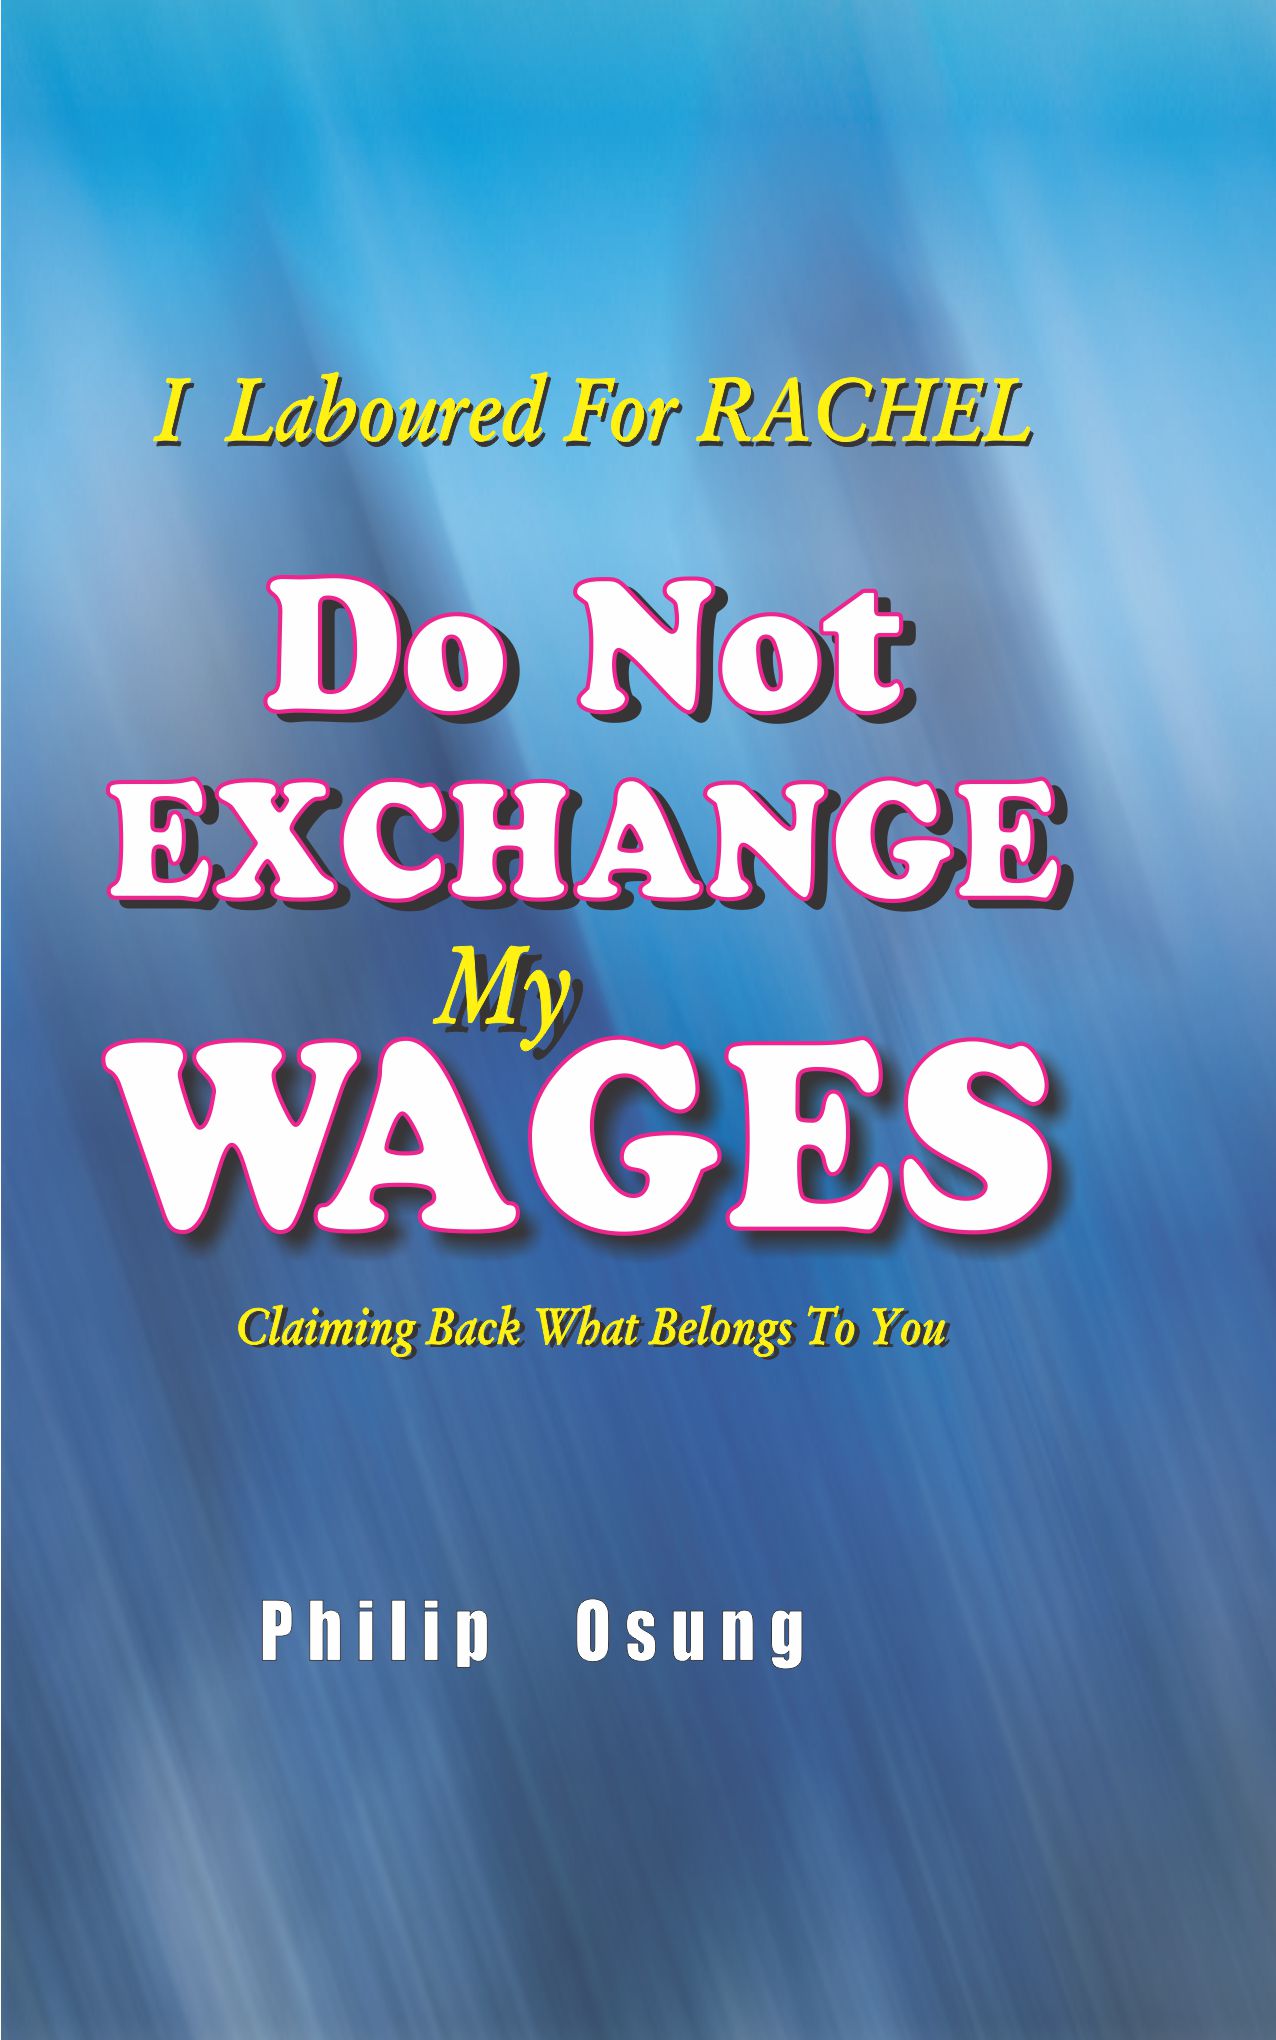 I Laboured For RACHEL
Do Not
EXCHANGE
My
WAGES
Claiming Back What Belongs To You
Philip Osung